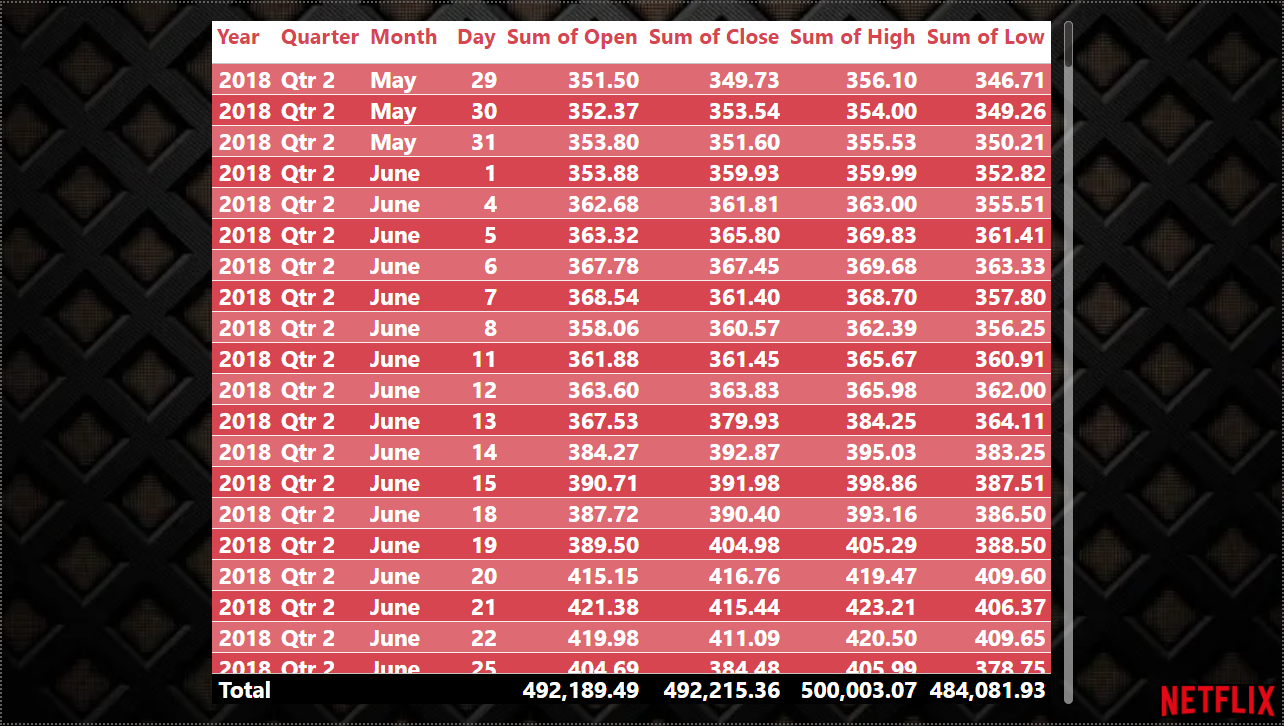 Year Quarter Month Day Sum of Open Sum of Close Sum of High Sum of Low
2018 Qtr 2 May 29 351.50 349.73 356.10 346.71
2018 Qtr 2 May 30 352.37 353.54 354.00 349.26
2018 Qtr 2 May 31 353.80 351.60 355.53 350.21
2018 Qtr 2 June 1 353.88 359.93 359.99 352.82
2018 Qtr 2 June 4 362.68 361.81 363.00 355.51
2018 Qtr 2 June 5 363.32 365.80 369.83 361.41
2018 Qtr 2 June 6 367.78 367.45 369.68 363.33
2018 Qtr 2 June 7 368.54 361.40 368.70 357.80
2018 Qtr 2 June 8 358.06 360.57 362.39 356.25
2018 Qtr 2 June 11 361.88 361.45 365.67 360.91
2018 Qtr 2 June 12 363.60 363.83 365.98 362.00
2018 Qtr 2 June 13 367.53 379.93 384.25 364.11
2018 Qtr 2 June 14 384.27 392.87 395.03 383.25
2018 Qtr 2 June 15 390.71 391.98 398.86 387.51
2018 Qtr 2 June 18 387.72 390.40 393.16 386.50
2018 Qtr 2 June 19 389.50 404.98 405.29 388.50
2018 Qtr 2 June 20 415.15 416.76 419.47 409.60
2018 Qtr 2 June 21 421.38 415.44 423.21 406.37
2018 Qtr 2 June 22 419.98 411.09 420.50 409.65
2018 Qtr 2 June 25 404.69 384.48 405.99 378.75
Total 492,189.49 492,215.36 500,003.07 484,081.93
NETFLIX